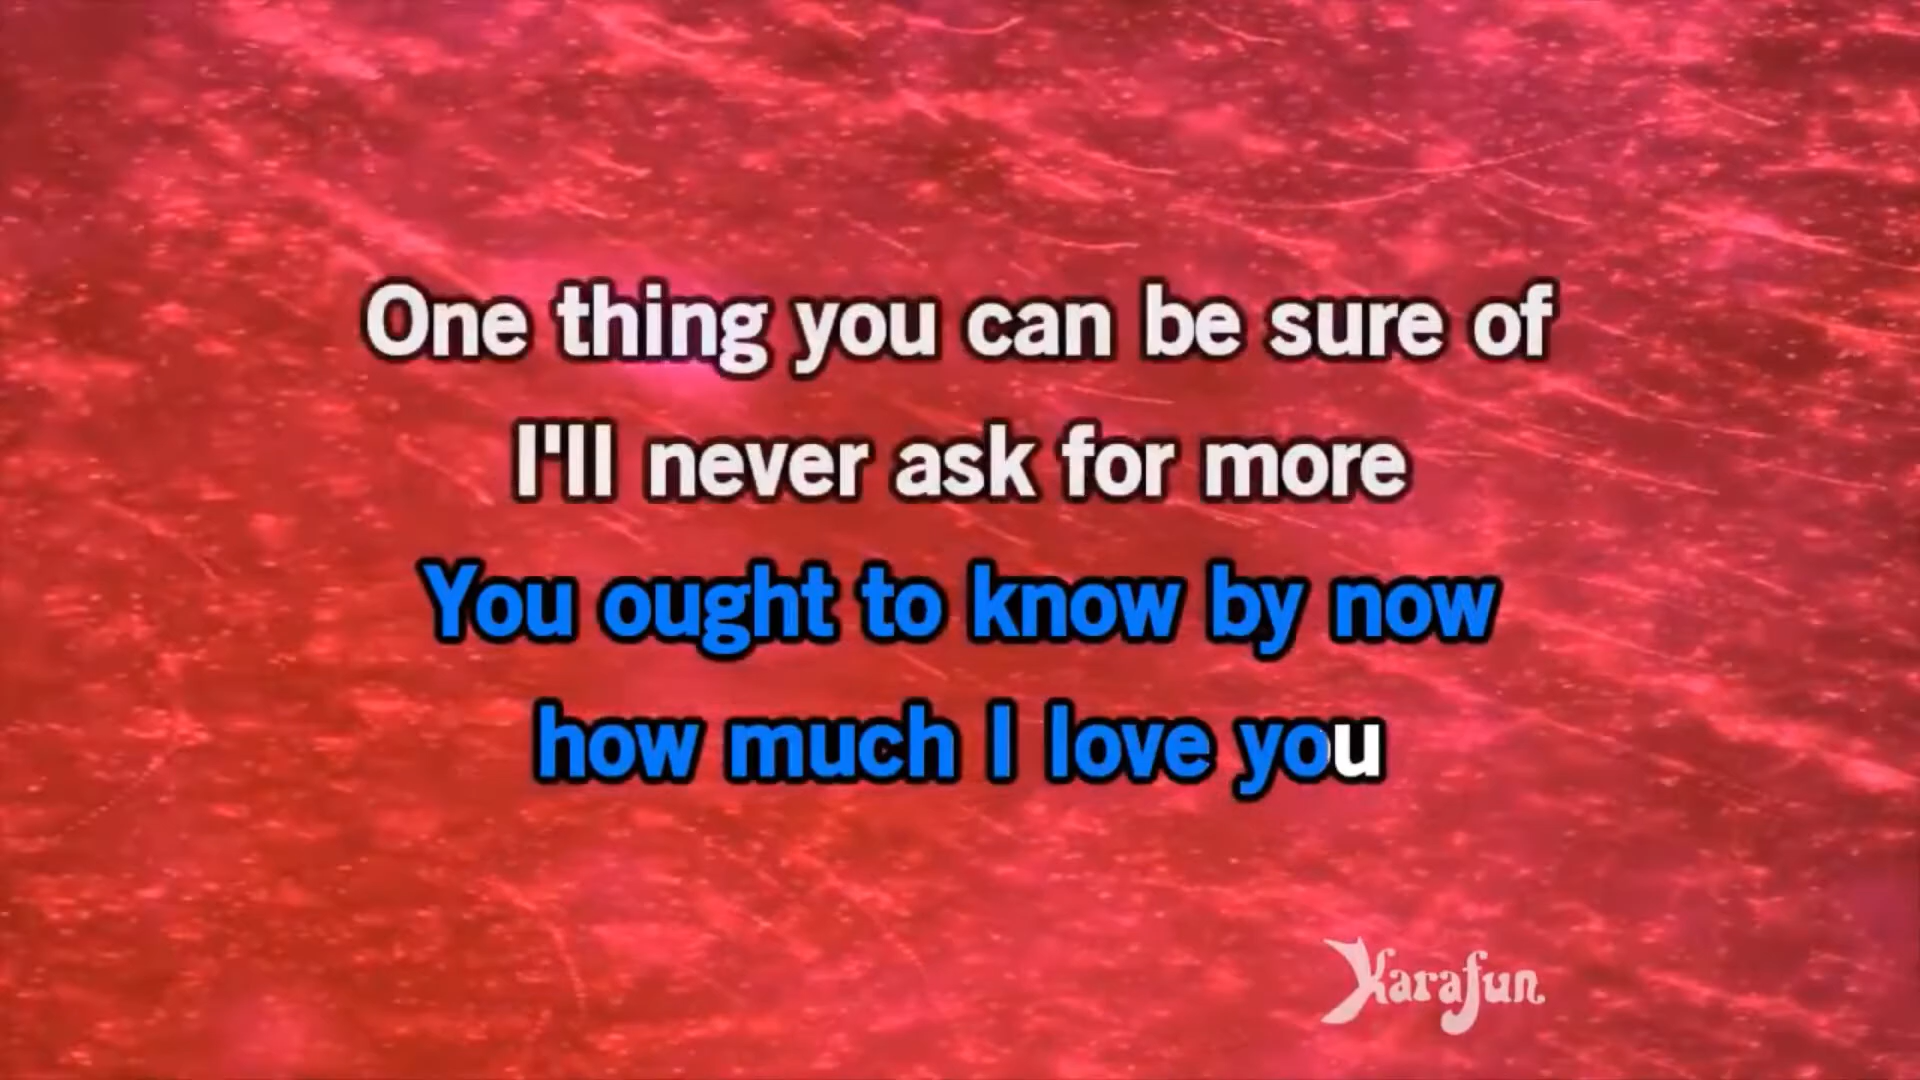 One thing you can be sure of
I'll never ask for more
You ought to know by now
how much I love you
Karafun